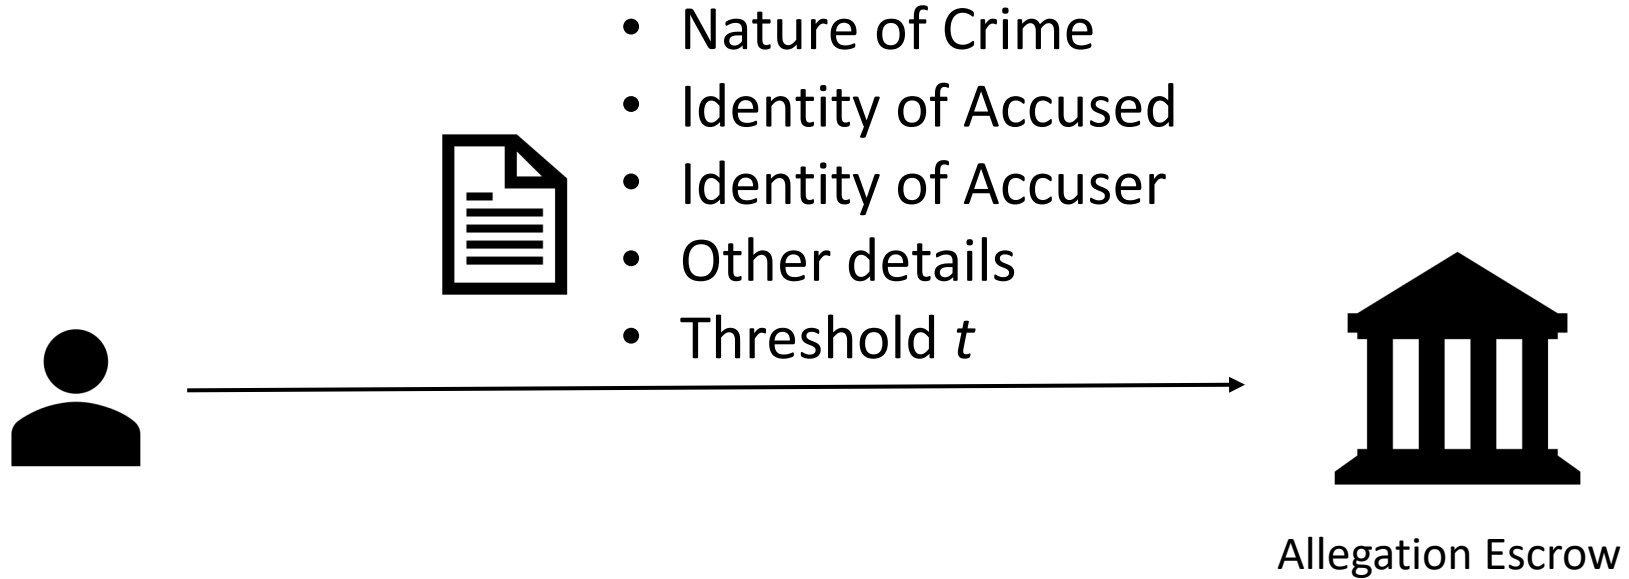 • Nature of Crime
• Identity of Accused
• Identity of Accuser
• Other details
• Threshold t
Allegation Escrow